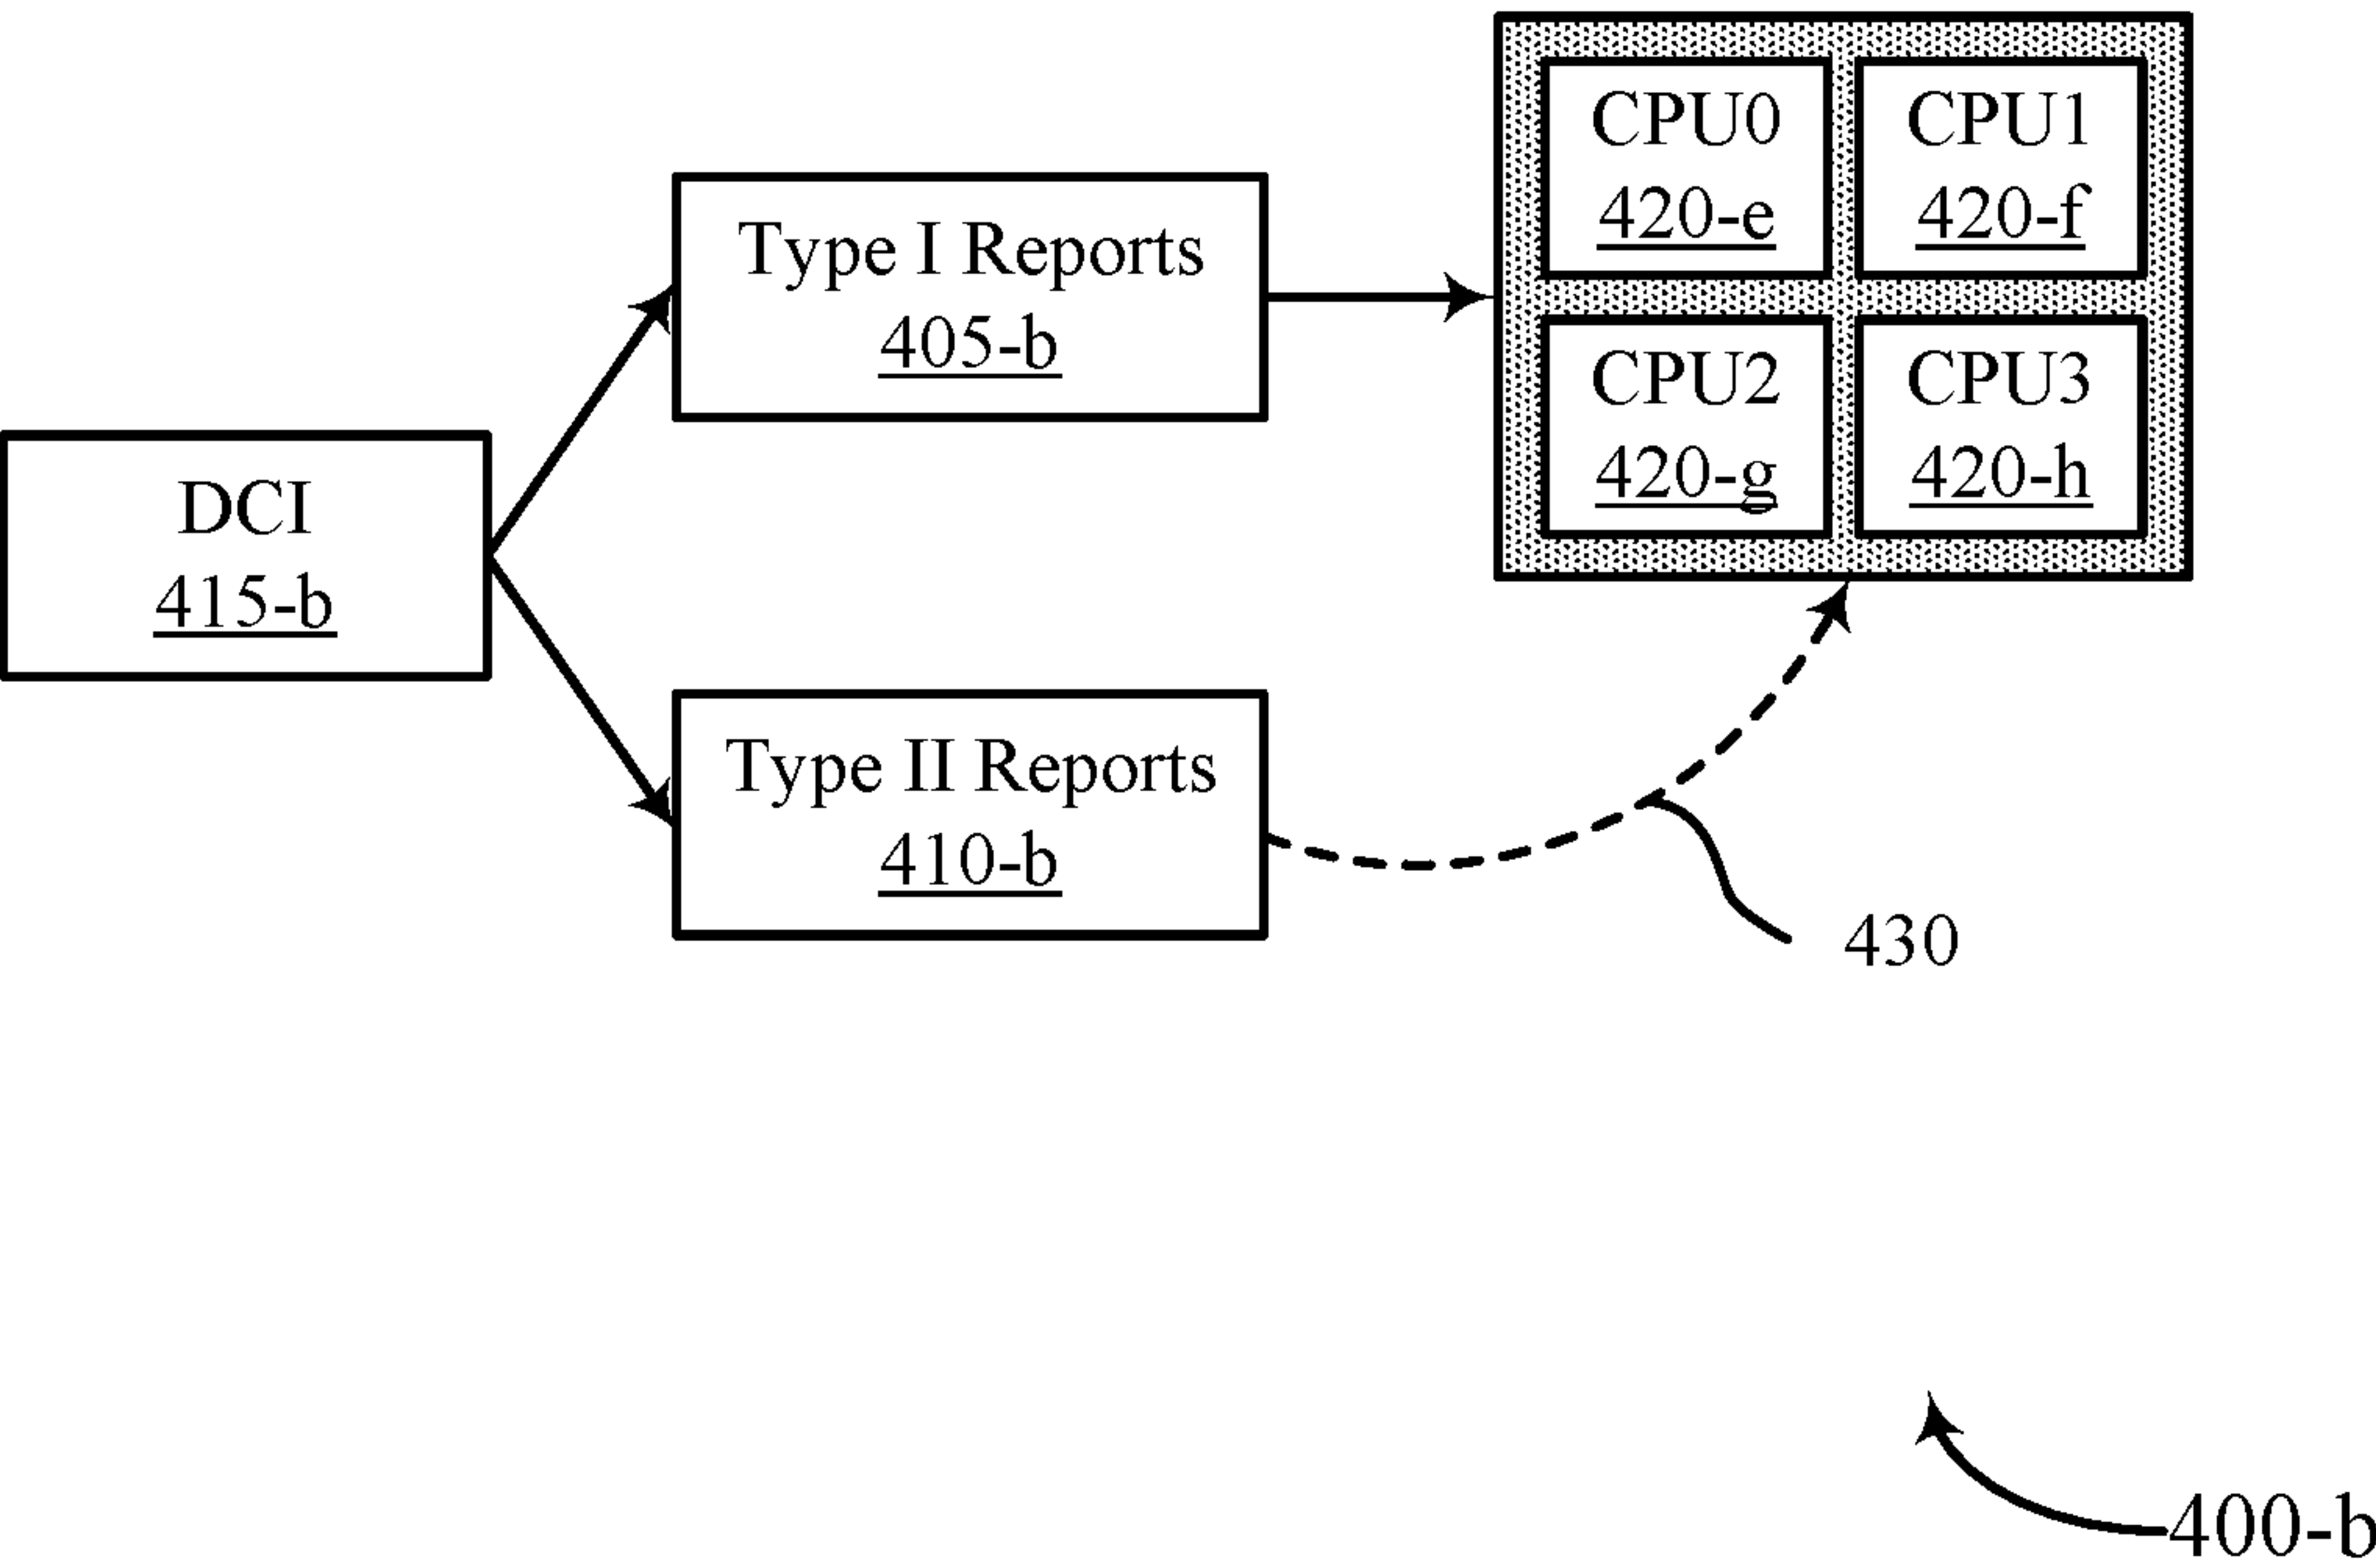 CPU0
420-e
CPU1
420-f
CPU2
420-g
CPU3
420-h
Type I Reports
405-b
DCI
415-b
Type II Reports
410-b
430
400-b